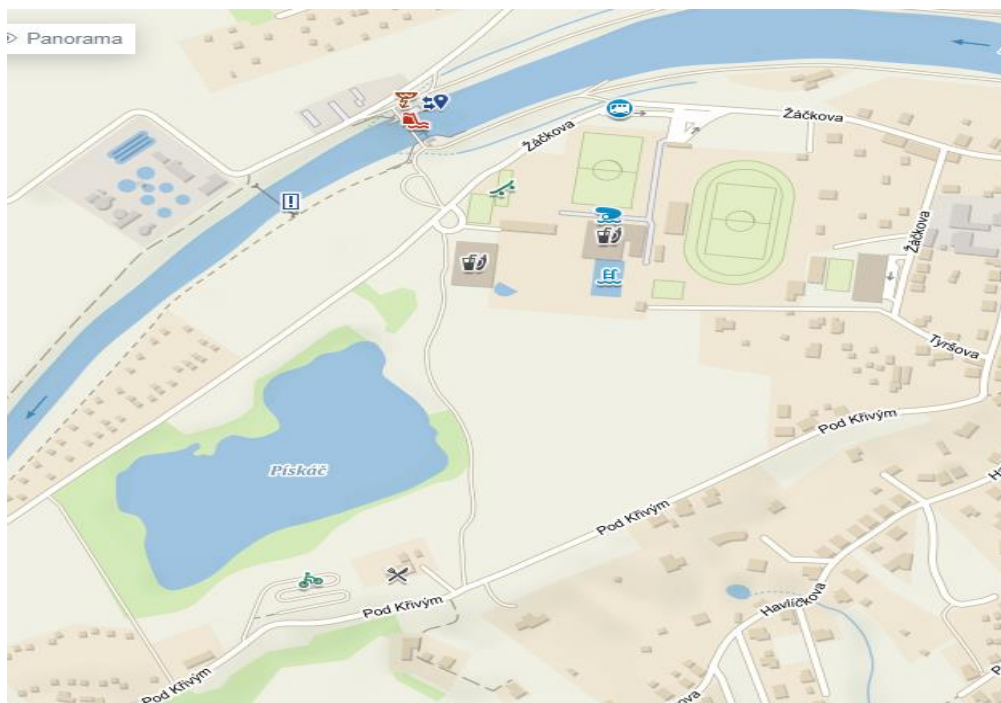 Panorama
Žáčkova
Žáčkova
Žáčkova
Tyršova
Pod Křivým
Pískáč
Pod Křivým
Havlíčkova
Pod Křivým
Pod Křivým